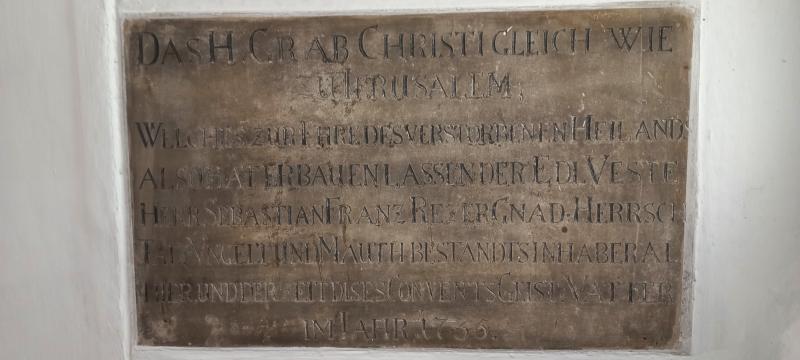 DAS H. GRAB CHRISTI GLEICH WIE
ZU IERUSALEM,
WELCHES ZUR EHRE DES VERSTORBENEN HEILANDS
ALSO HAT ERBAUEN LASSEN DER EDL VESTE
HERR SEBASTIAN FRANZ GNAD. HERRSCH
UND MAUTH BESTANDTS INHABER AL
HIER UND DER ZEIT DISES CONVENTS GEISTL. VATTER
IM IAHR